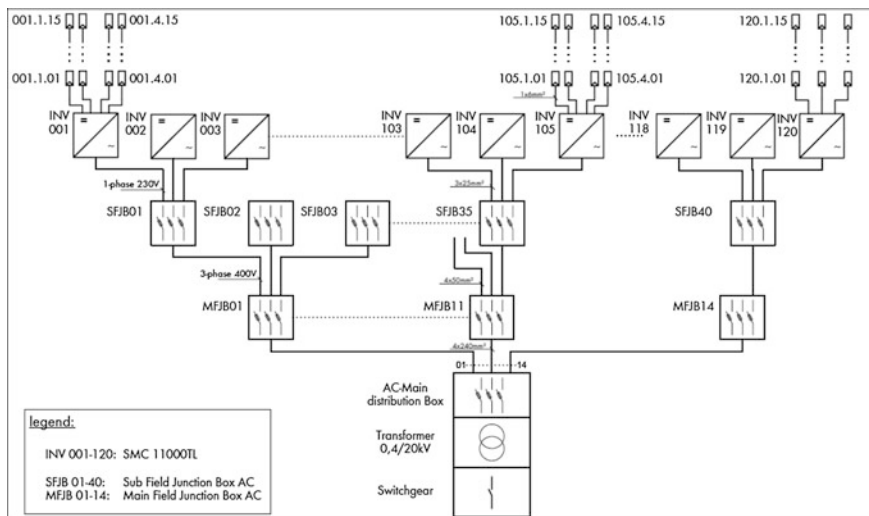 001.1.15 001.4.15 105.1.15 105.4.15 120.1.15
001.1.01 001.4.01 105.1.01 105.4.01 120.1.01
1x6mm²
INV 001 INV 002 INV 003 INV 103 INV 104 INV 105 INV 118 INV 119 INV 120
1-phase 230V 3x25mm²
SFJB01 SFJB02 SFJB03 SFJB35 SFJB40
3-phase 400V 4x50mm²
MFJB01 MFJB11 MFJB14
4x240mm²
01 14
AC-Main
distribution Box
Transformer
0,4/20kV
Switchgear
legend:
INV 001-120: SMC 11000TL
SFJB 01-40: Sub Field Junction Box AC
MFJB 01-14: Main Field Junction Box AC